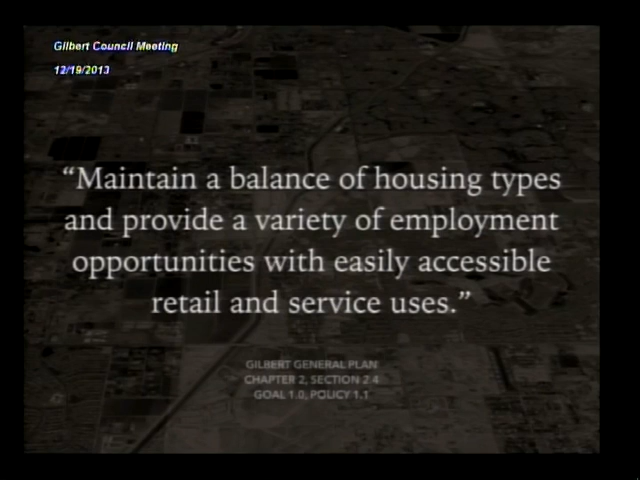 Gilbert Council Meeting
12/19/2013
“Maintain a balance of housing types
and provide a variety of employment
opportunities with easily accessible
retail and service uses.”
GILBERT GENERAL PLAN
CHAPTER 2, SECTION 2.4
GOAL 1.0, POLICY 1.1